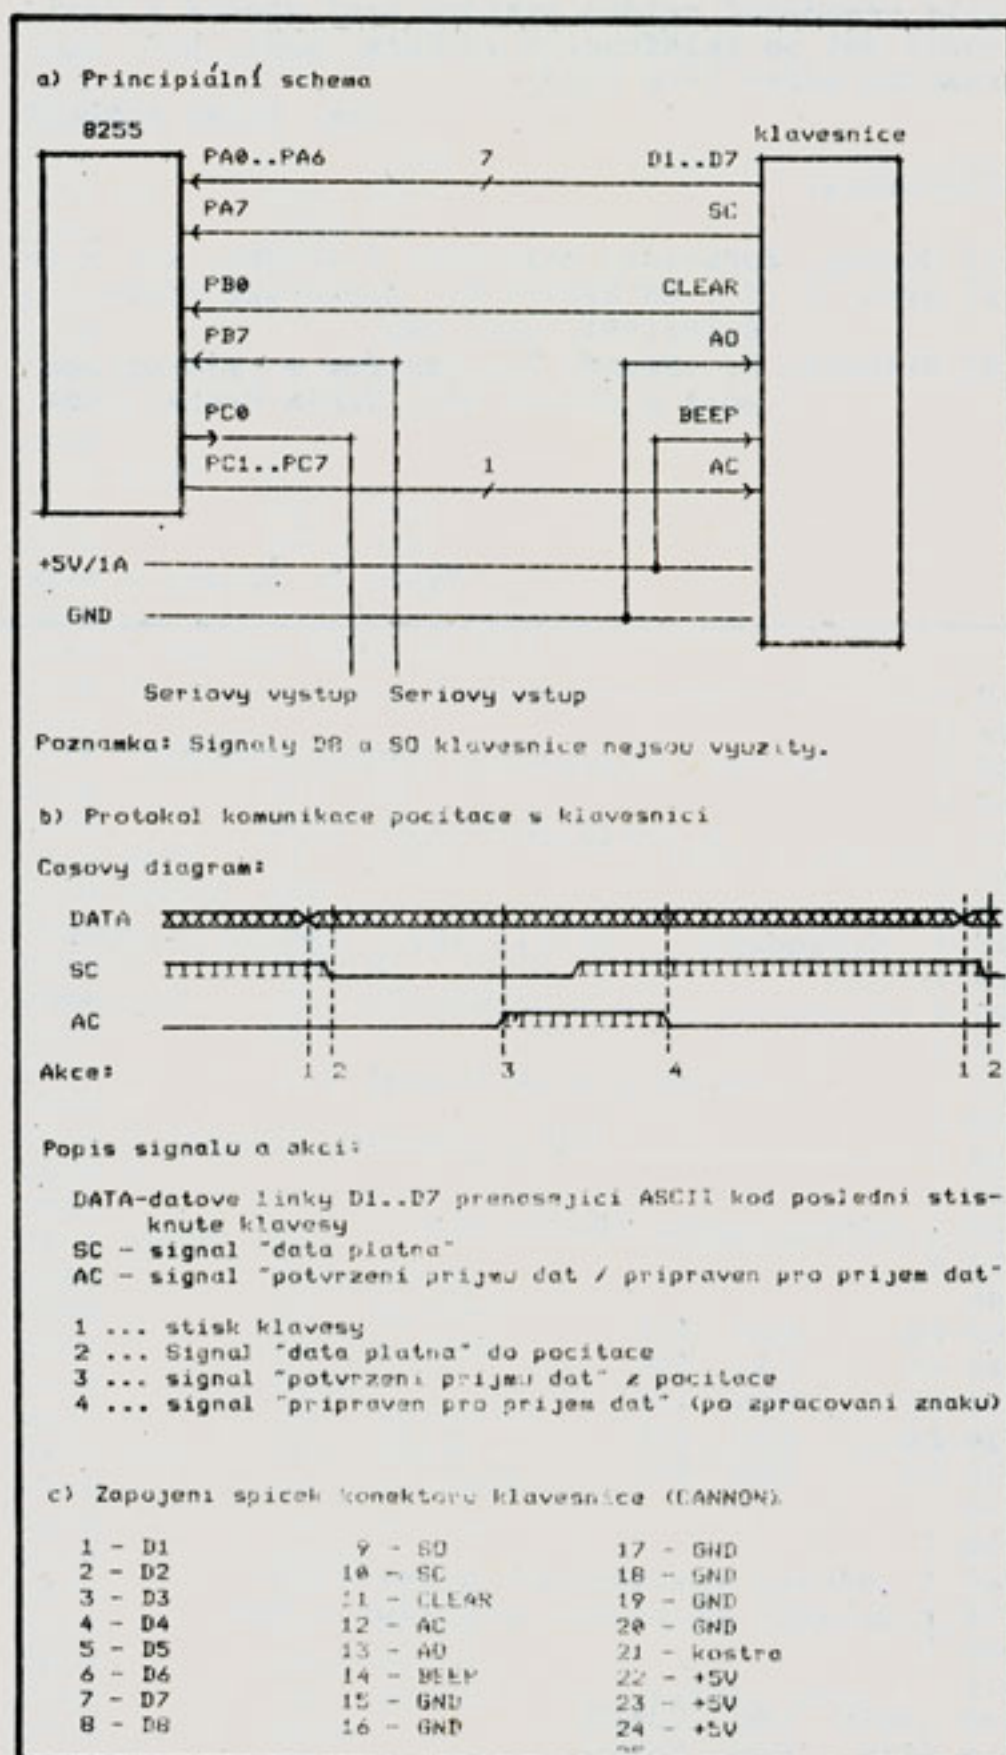 a) Principiální schema
8255 klavesnice
PA0..PA6 7 D1..D7
PA7 SC
PB0 CLEAR
PB7 AO
PC0 BEEP
PC1..PC7 1 AC
+5V/1A
GND
Seriovy vystup Seriovy vstup
Poznamka: Signaly D8 a SO klavesnice nejsou vyuzity.
b) Protokol komunikace pocitace s klavesnici
Casovy diagram:
DATA
SC
AC
Akce: 1 2 3 4 1 2
Popis signalu a akci:
DATA-datove linky D1..D7 prenasejici ASCII kod posledni stis-
knute klavesy
SC - signal "data platna"
AC - signal "potvrzeni prijmu dat / pripraven pro prijem dat"
1 ... stisk klavesy
2 ... Signal "data platna" do pocitace
3 ... signal "potvrzeni prijmu dat" z pocitace
4 ... signal "pripraven pro prijem dat" (po zpracovani znaku)
c) Zapojeni spicek konektoru klavesnice (CANNON)
1 - D1 9 - SO 17 - GND
2 - D2 10 - SC 18 - GND
3 - D3 11 - CLEAR 19 - GND
4 - D4 12 - AC 20 - GND
5 - D5 13 - AO 21 - kostra
6 - D6 14 - BEEP 22 - +5V
7 - D7 15 - GND 23 - +5V
8 - D8 16 - GND 24 - +5V